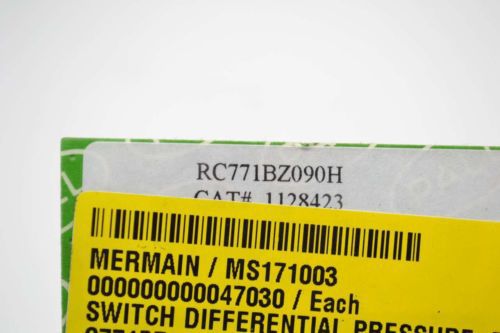 RC771BZ090H
CAT# 1128423
MERMAIN / MS171003
000000000047030 / Each
SWITCH DIFFERENTIAL PRESSURE